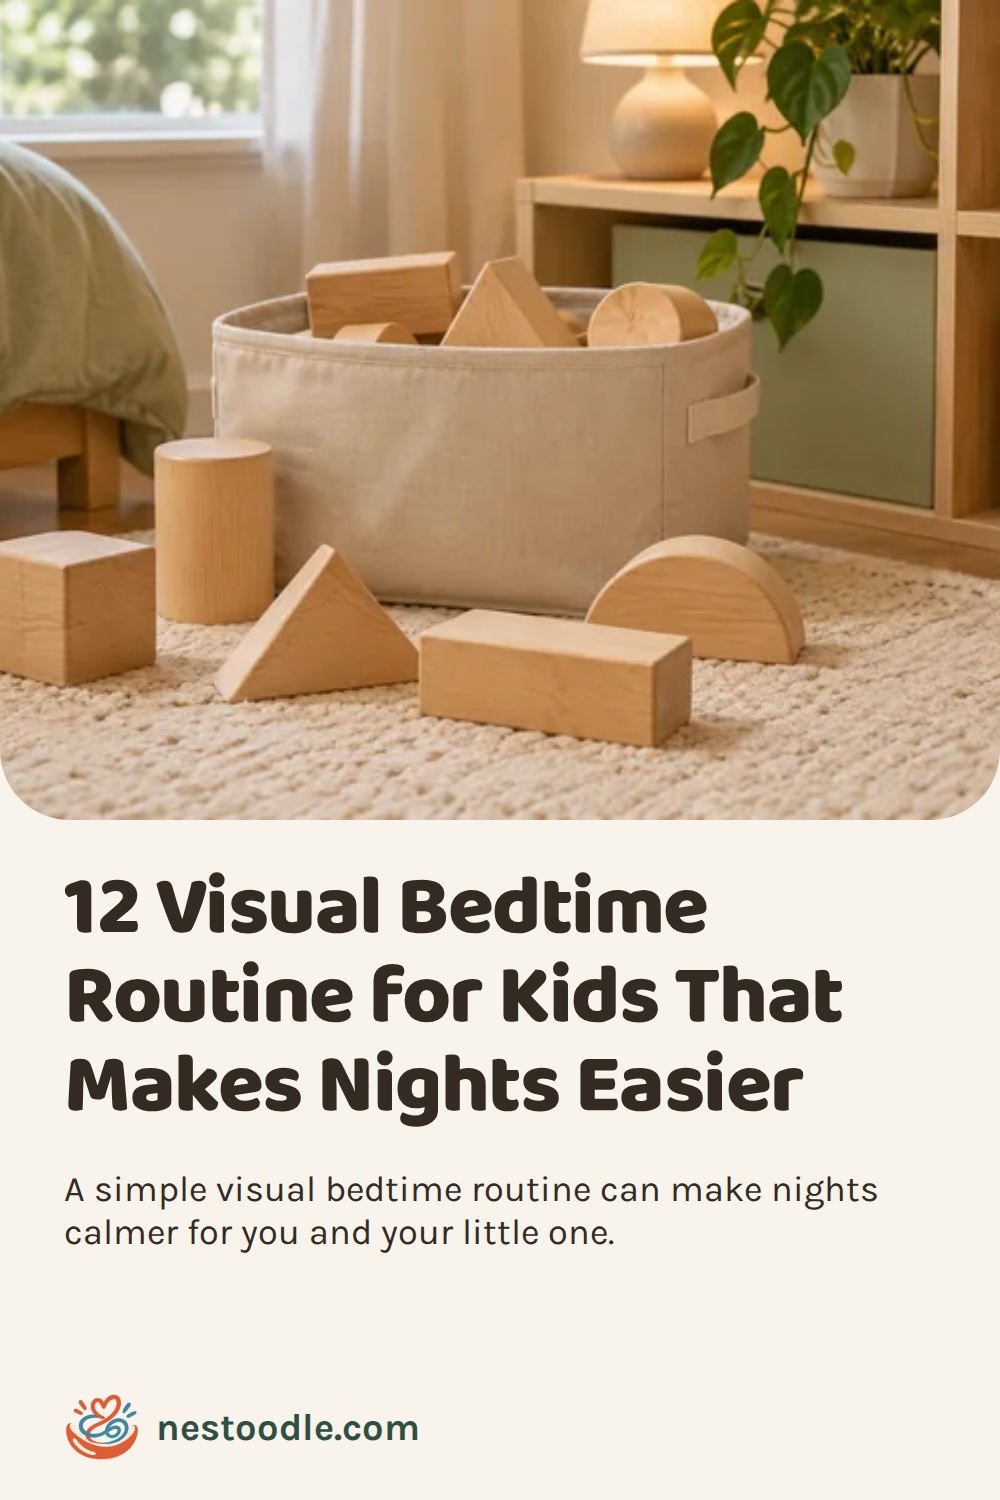 12 Visual Bedtime
Routine for Kids That
Makes Nights Easier
A simple visual bedtime routine can make nights
calmer for you and your little one.
nestoodle.com